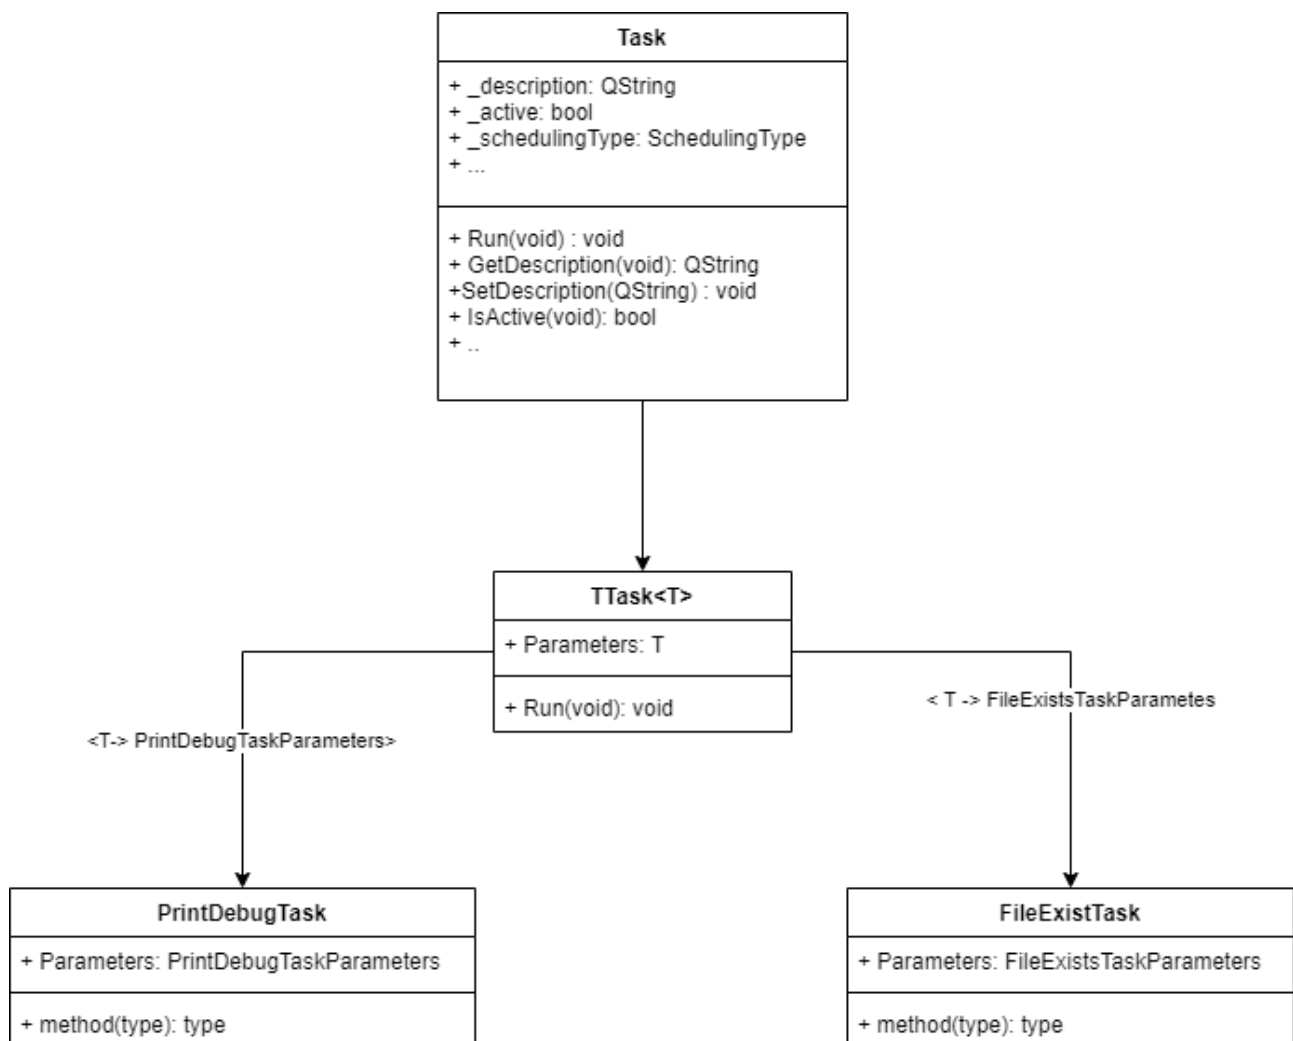 Task
+ _description: QString
+ _active: bool
+ _schedulingType: SchedulingType
+ ...
+ Run(void) : void
+ GetDescription(void): QString
+SetDescription(QString) : void
+ IsActive(void): bool
+ ..
TTask<T>
+ Parameters: T
+ Run(void): void
< T -> FileExistsTaskParametes
<T-> PrintDebugTaskParameters>
PrintDebugTask
+ Parameters: PrintDebugTaskParameters
+ method(type): type
FileExistTask
+ Parameters: FileExistsTaskParameters
+ method(type): type